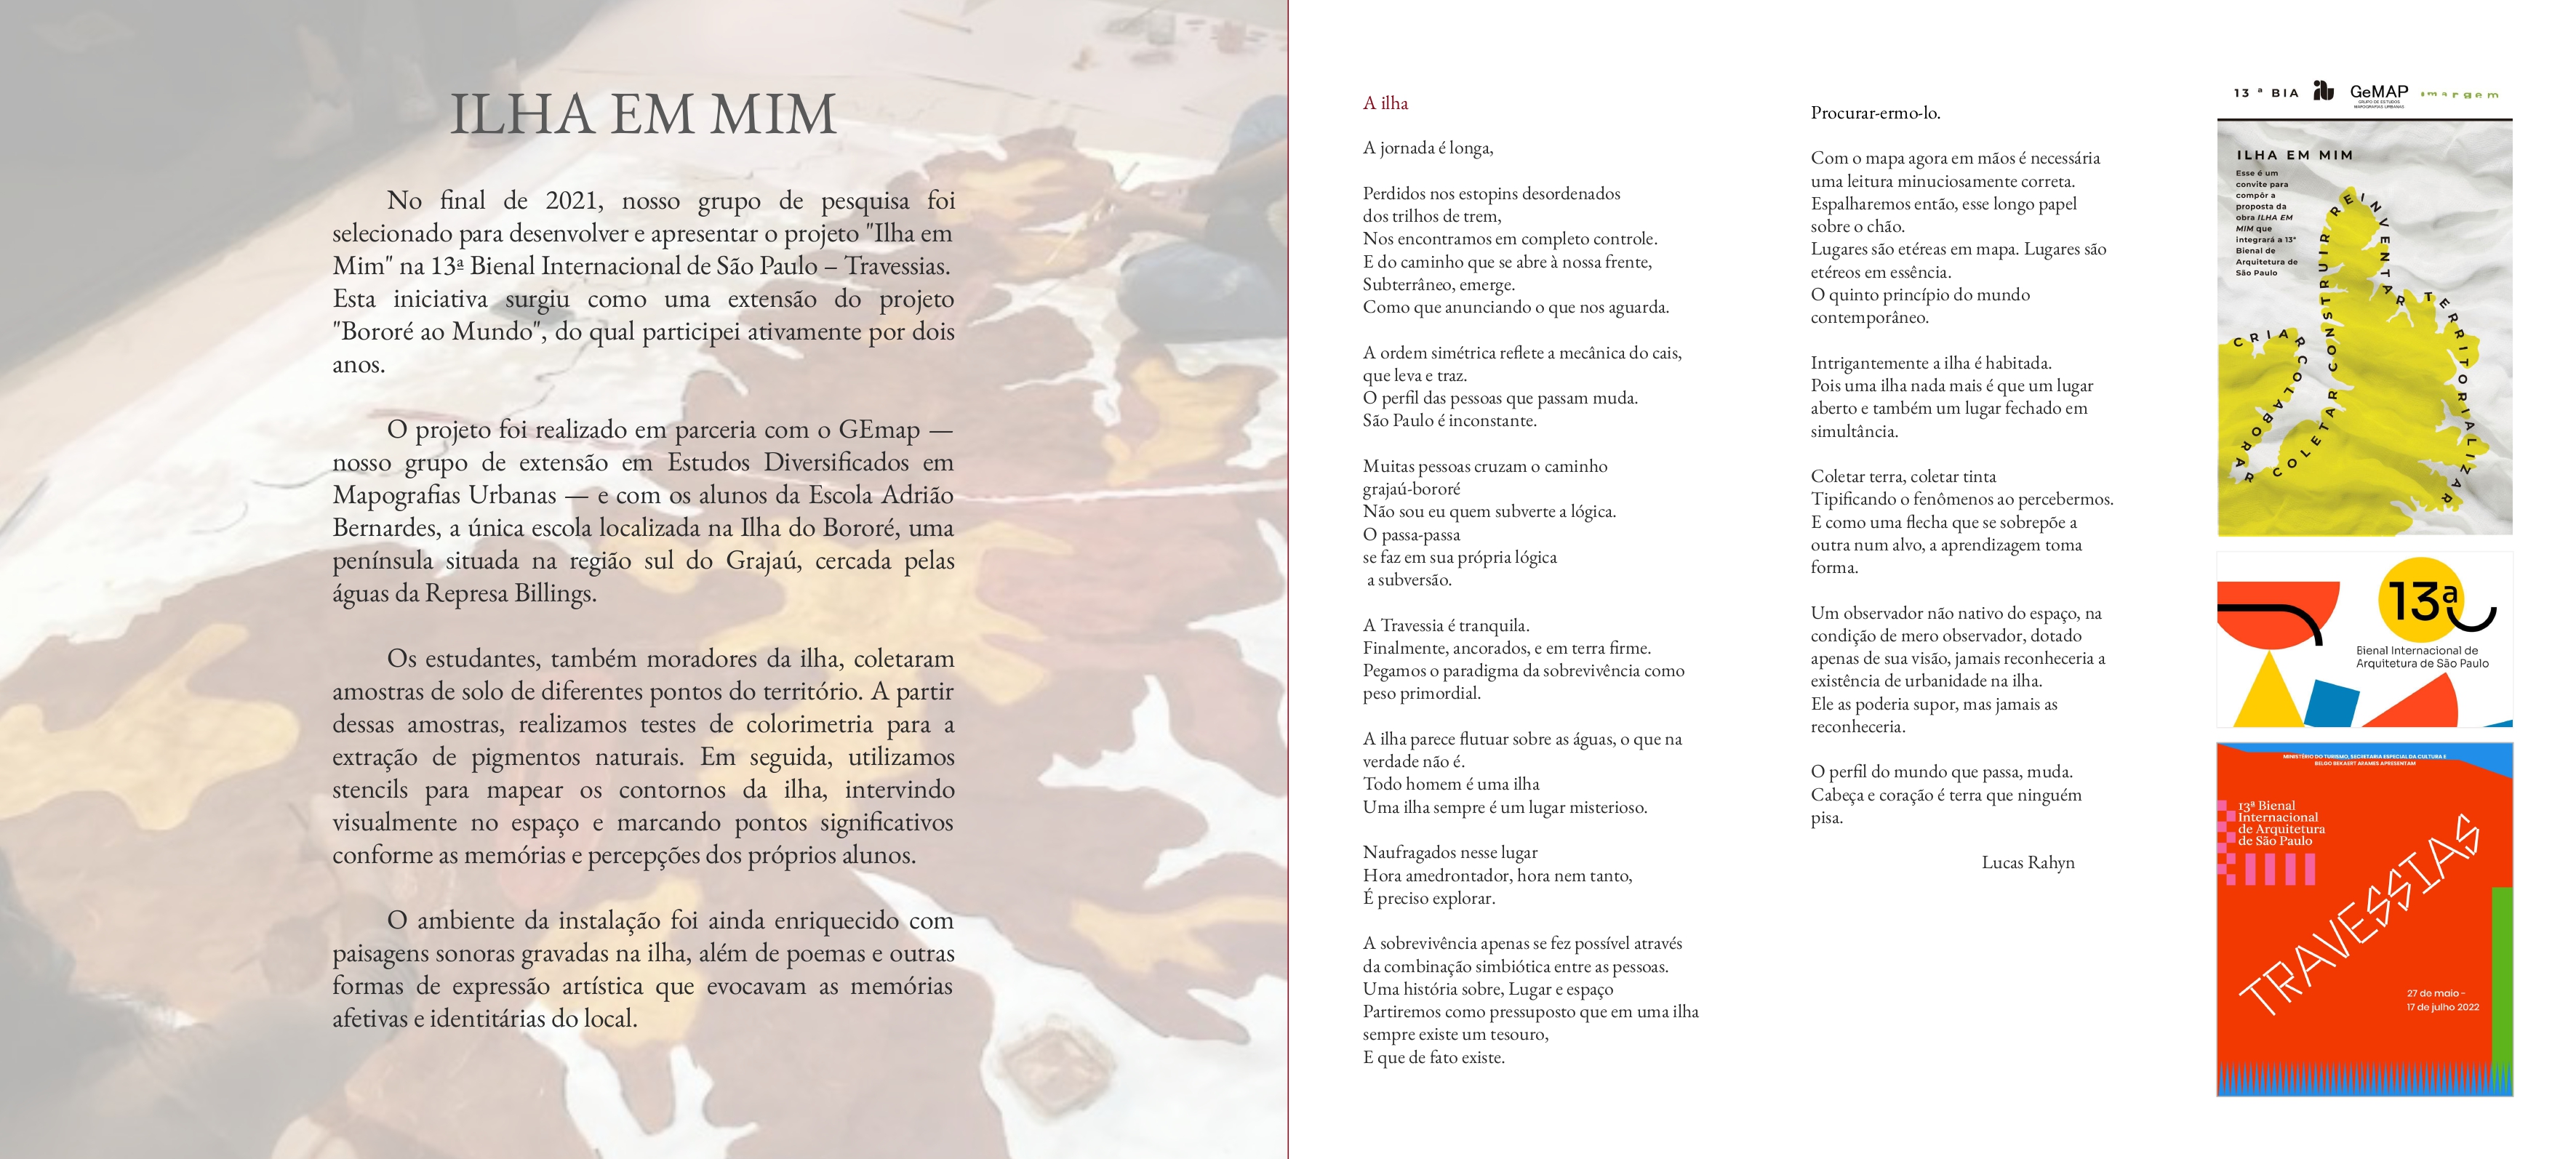 ILHA EM MIM
No final de 2021, nosso grupo de pesquisa foi
selecionado para desenvolver e apresentar o projeto "Ilha em
Mim" na 13ª Bienal Internacional de São Paulo – Travessias.
Esta iniciativa surgiu como uma extensão do projeto
"Bororé ao Mundo", do qual participei ativamente por dois
anos.
O projeto foi realizado em parceria com o GEmap —
nosso grupo de extensão em Estudos Diversificados em
Mapografias Urbanas — e com os alunos da Escola Adrião
Bernardes, a única escola localizada na Ilha do Bororé, uma
península situada na região sul do Grajaú, cercada pelas
águas da Represa Billings.
Os estudantes, também moradores da ilha, coletaram
amostras de solo de diferentes pontos do território. A partir
dessas amostras, realizamos testes de colorimetria para a
extração de pigmentos naturais. Em seguida, utilizamos
stencils para mapear os contornos da ilha, intervindo
visualmente no espaço e marcando pontos significativos
conforme as memórias e percepções dos próprios alunos.
O ambiente da instalação foi ainda enriquecido com
paisagens sonoras gravadas na ilha, além de poemas e outras
formas de expressão artística que evocavam as memórias
afetivas e identitárias do local.
A ilha
A jornada é longa,
Perdidos nos estopins desordenados
dos trilhos de trem,
Nos encontramos em completo controle.
E do caminho que se abre à nossa frente,
Subterrâneo, emerge.
Como que anunciando o que nos aguarda.
A ordem simétrica reflete a mecânica do cais,
que leva e traz.
O perfil das pessoas que passam muda.
São Paulo é inconstante.
Muitas pessoas cruzam o caminho
grajaú-bororé
Não sou eu quem subverte a lógica.
O passa-passa
se faz em sua própria lógica
a subversão.
A Travessia é tranquila.
Finalmente, ancorados, e em terra firme.
Pegamos o paradigma da sobrevivência como
peso primordial.
A ilha parece flutuar sobre as águas, o que na
verdade não é.
Todo homem é uma ilha
Uma ilha sempre é um lugar misterioso.
Naufragados nesse lugar
Hora amedrontador, hora nem tanto,
É preciso explorar.
A sobrevivência apenas se fez possível através
da combinação simbiótica entre as pessoas.
Uma história sobre, Lugar e espaço
Partiremos como pressuposto que em uma ilha
sempre existe um tesouro,
E que de fato existe.
Procurar-ermo-lo.
Com o mapa agora em mãos é necessária
uma leitura minuciosamente correta.
Espalharemos então, esse longo papel
sobre o chão.
Lugares são etéreas em mapa. Lugares são
etéreos em essência.
O quinto princípio do mundo
contemporâneo.
Intrigantemente a ilha é habitada.
Pois uma ilha nada mais é que um lugar
aberto e também um lugar fechado em
simultância.
Coletar terra, coletar tinta
Tipificando o fenômenos ao percebermos.
E como uma flecha que se sobrepõe a
outra num alvo, a aprendizagem toma
forma.
Um observador não nativo do espaço, na
condição de mero observador, dotado
apenas de sua visão, jamais reconheceria a
existência de urbanidade na ilha.
Ele as poderia supor, mas jamais as
reconheceria.
O perfil do mundo que passa, muda.
Cabeça e coração é terra que ninguém
pisa.
Lucas Rahyn
13 ª BIA
GeMAP
GRUPO DE ESTUDOS
MAPOGRAFIAS URBANAS
imargem
ILHA EM MIM
Esse é um
convite para
compôr a
proposta da
obra ILHA EM
MIM que
integrará a 13ª
Bienal de
Arquitetura de
São Paulo
CRIAR COLABORAR
COLETAR CONSTRUIR REINVENTAR TERRITORIALIZAR
13ª
Bienal Internacional de
Arquitetura de São Paulo
MINISTÉRIO DO TURISMO, SECRETARIA ESPECIAL DA CULTURA E
BELGO BEKAERT ARAMES APRESENTAM
13ª Bienal
Internacional
de Arquitetura
de São Paulo
TRAVESSIAS
27 de maio -
17 de julho 2022